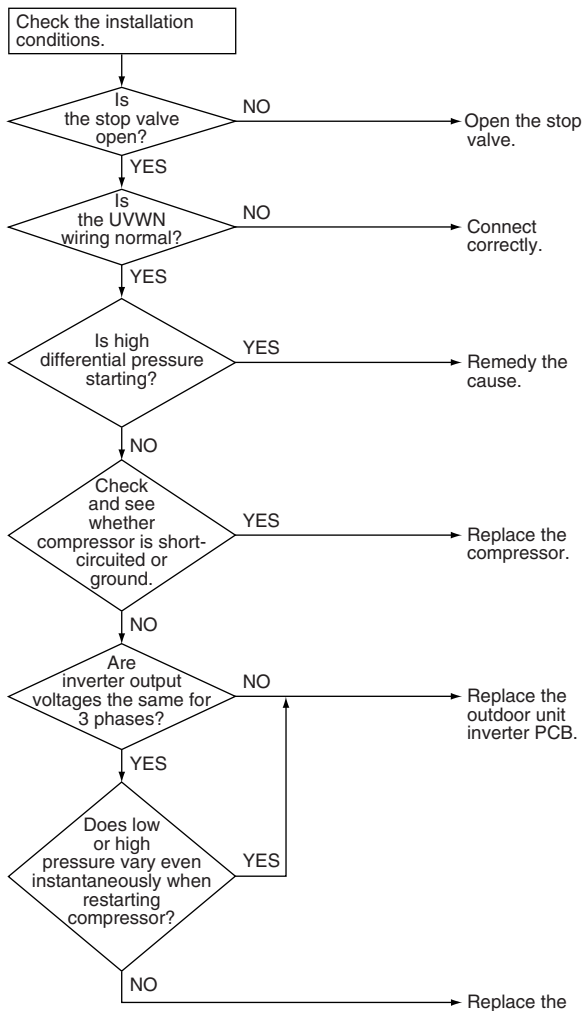 Check the installation
conditions.
Is
the stop valve
open?
NO
Open the stop
valve.
YES
Is
the UVWN
wiring normal?
NO
Connect
correctly.
YES
Is high
differential pressure
starting?
YES
Remedy the
cause.
NO
Check
and see
whether
compressor is short-
circuited or
ground.
YES
Replace the
compressor.
NO
Are
inverter output
voltages the same for
3 phases?
NO
Replace the
outdoor unit
inverter PCB.
YES
Does low
or high
pressure vary even
instantaneously when
restarting
compressor?
YES
NO
Replace the